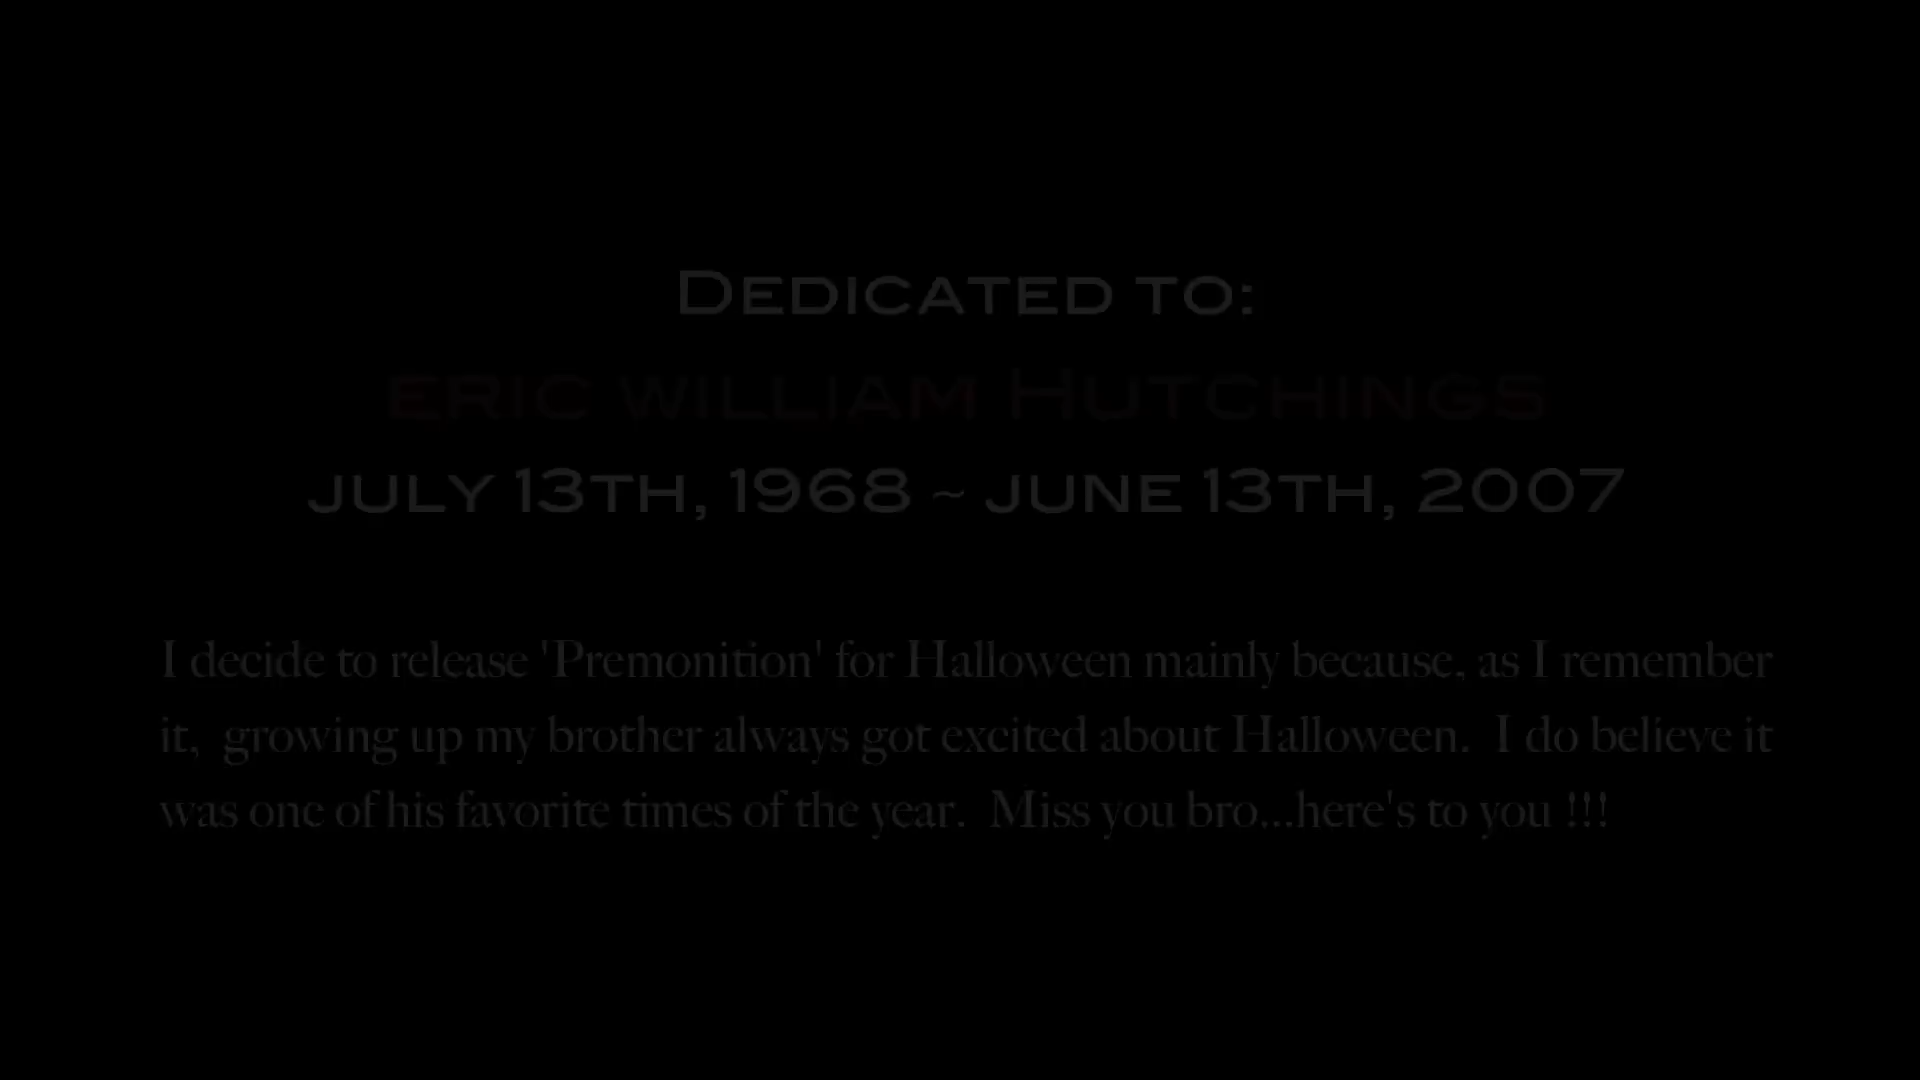 Dedicated to:
Eric William Hutchings
July 13th, 1968 ~ June 13th, 2007
I decide to release 'Premonition' for Halloween mainly because, as I remember
it,  growing up my brother always got excited about Halloween.  I do believe it
was one of his favorite times of the year.  Miss you bro...here's to you !!!